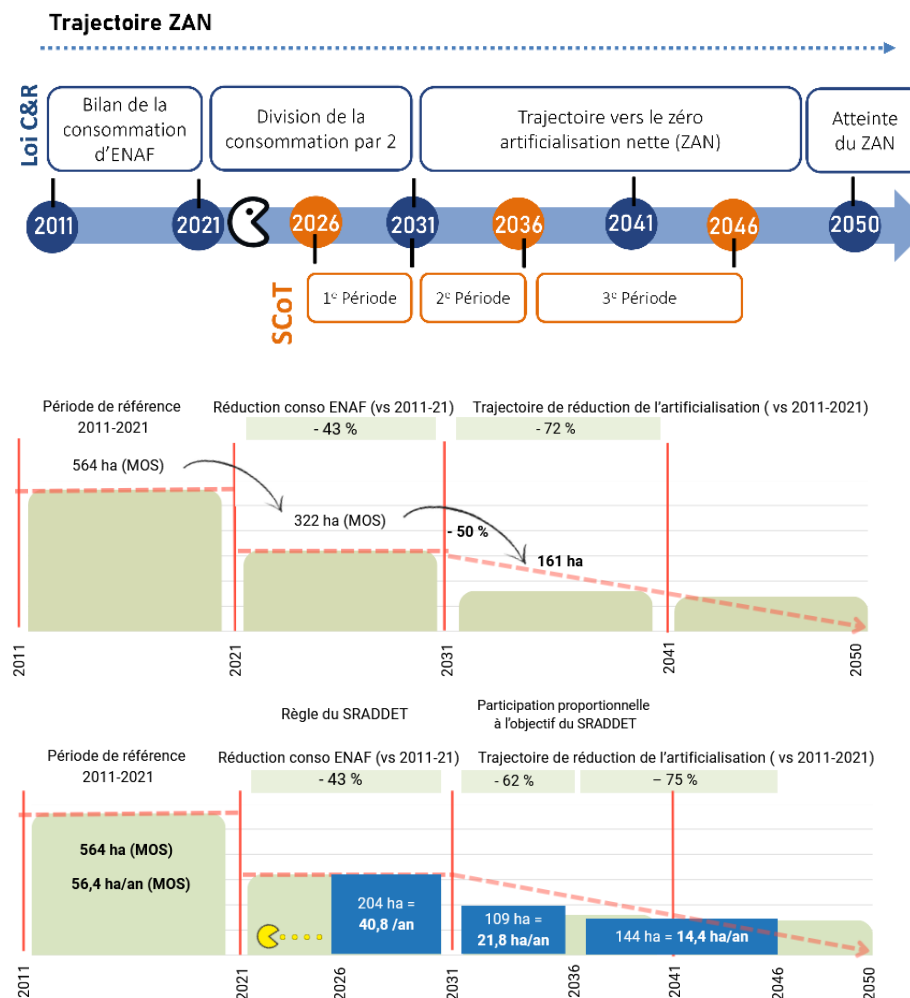 Trajectoire ZAN
Loi C&R
Bilan de la
consommation
d'ENAF
Division de la
consommation par 2
Trajectoire vers le zéro
artificialisation nette (ZAN)
Atteinte
du ZAN
2011
2021
2026
2031
2036
2041
2046
2050
SCoT
1e Période
2e Période
3e Période
Période de référence
2011-2021
Réduction conso ENAF (vs 2011-21)
- 43 %
Trajectoire de réduction de l'artificialisation ( vs 2011-2021)
- 72 %
564 ha (MOS)
322 ha (MOS)
- 50 %
161 ha
2011
2021
2031
2041
2050
Règle du SRADDET
Participation proportionnelle
à l'objectif du SRADDET
Période de référence
2011-2021
Réduction conso ENAF (vs 2011-21)
- 43 %
Trajectoire de réduction de l'artificialisation ( vs 2011-2021)
- 62 %
– 75 %
564 ha (MOS)
56,4 ha/an (MOS)
204 ha =
40,8 /an
109 ha =
21,8 ha/an
144 ha = 14,4 ha/an
2011
2021
2026
2031
2036
2041
2046
2050